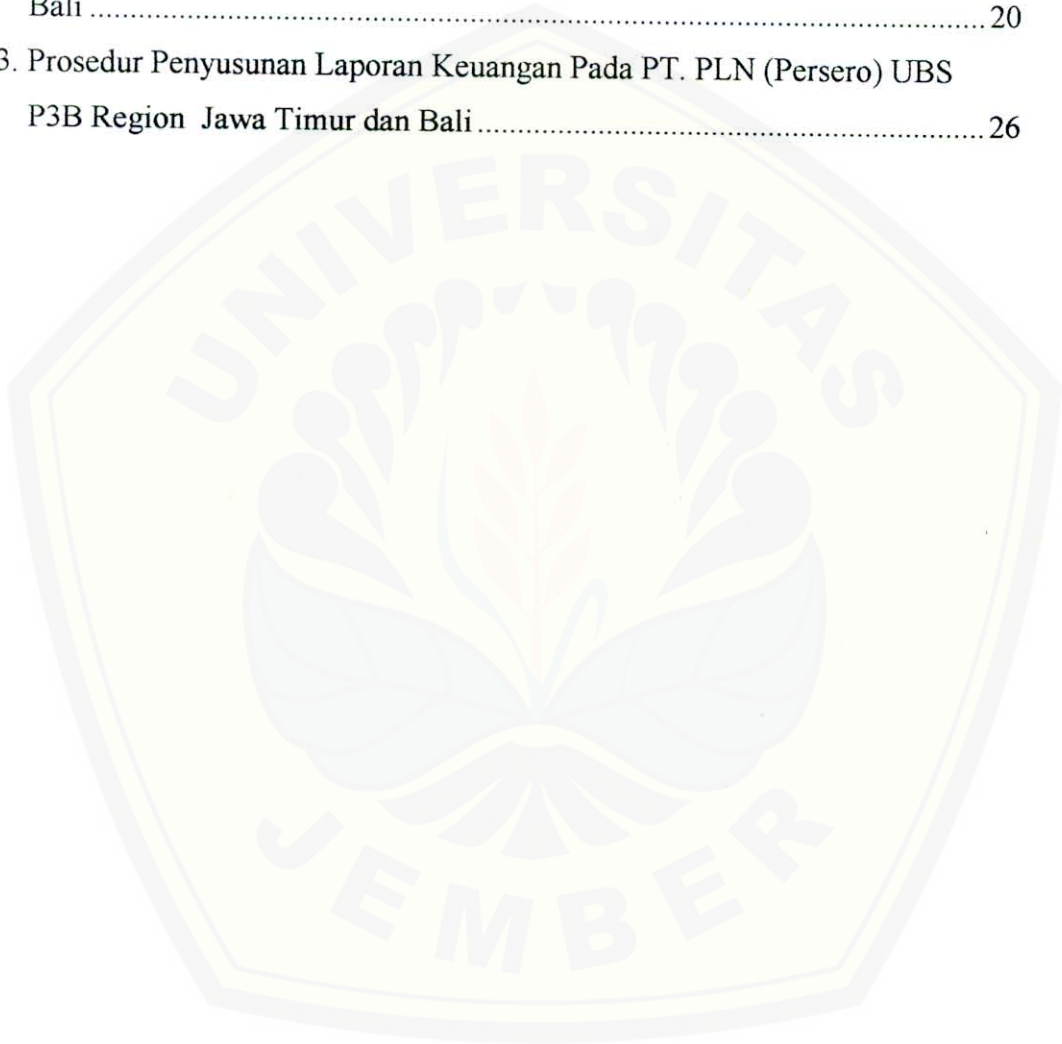 Bali ........................................................................................................ 20
3. Prosedur Penyusunan Laporan Keuangan Pada PT. PLN (Persero) UBS
P3B Region Jawa Timur dan Bali ............................................................ 26
UNIVERSITAS
JEMBER